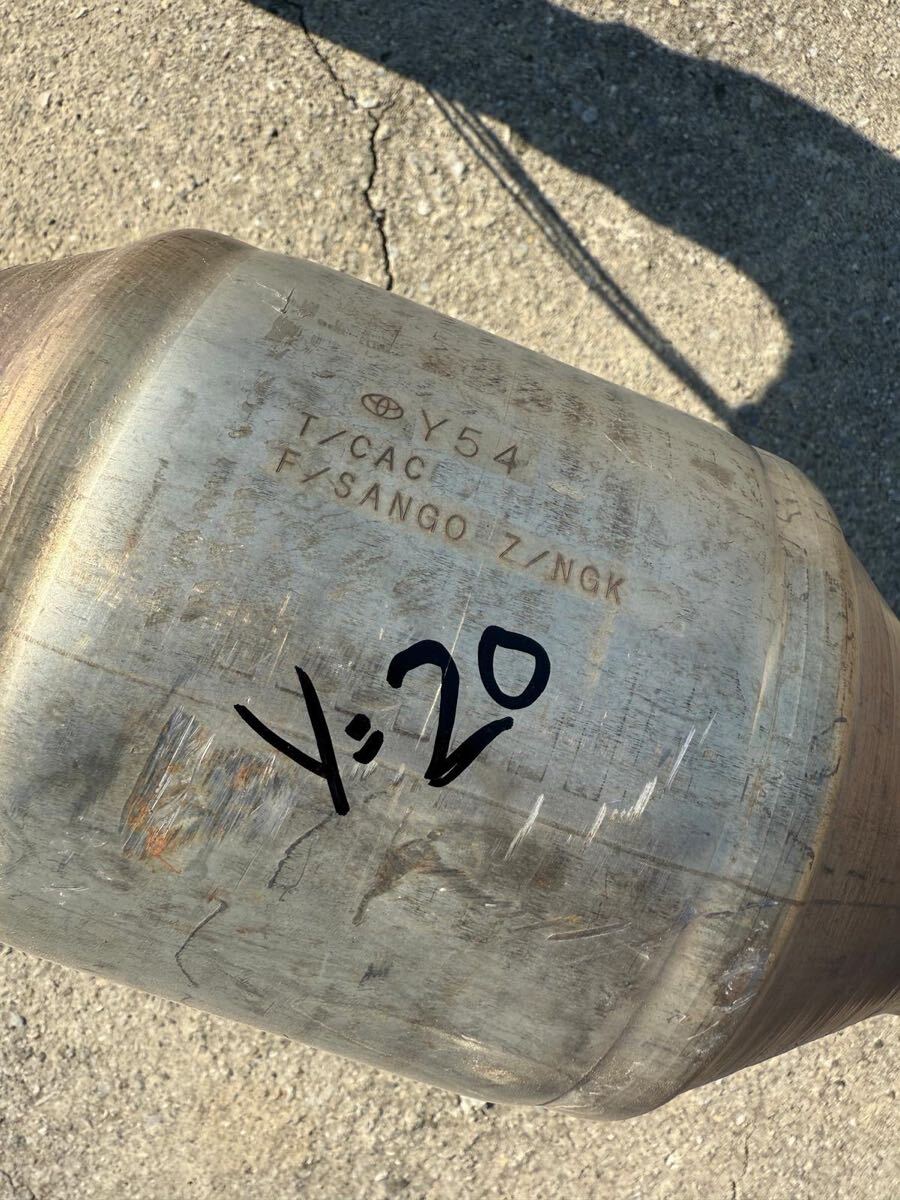 Y54
T/CAC
F/SANGO Z/NGK
Y=20